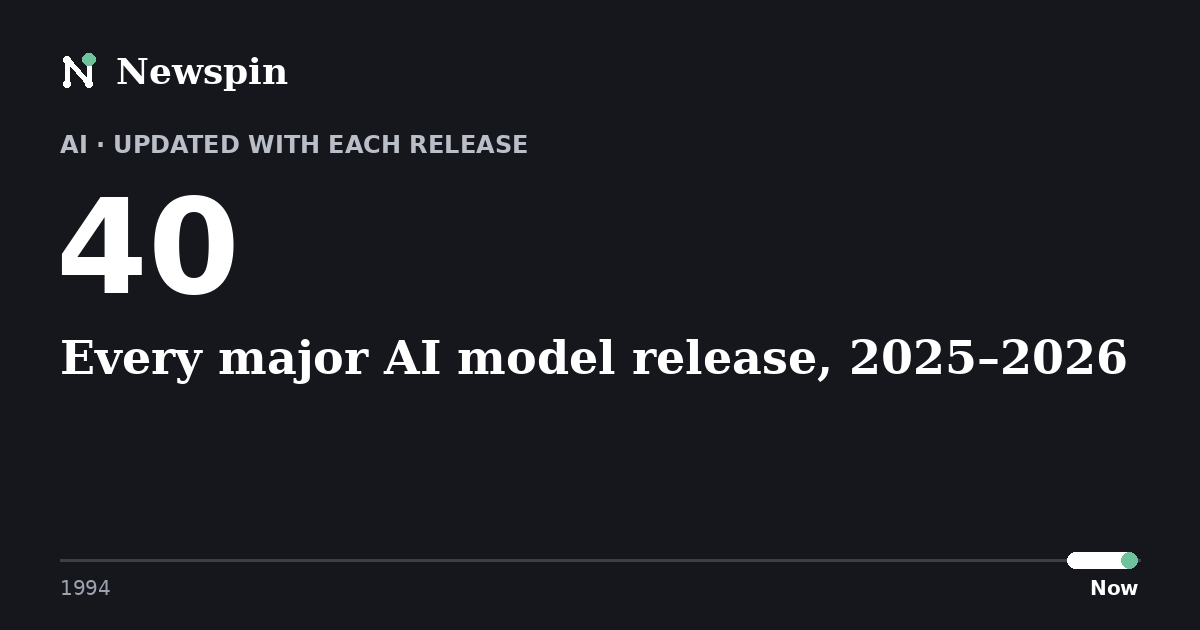 Newspin
AI · UPDATED WITH EACH RELEASE
40
Every major AI model release, 2025–2026
1994
Now